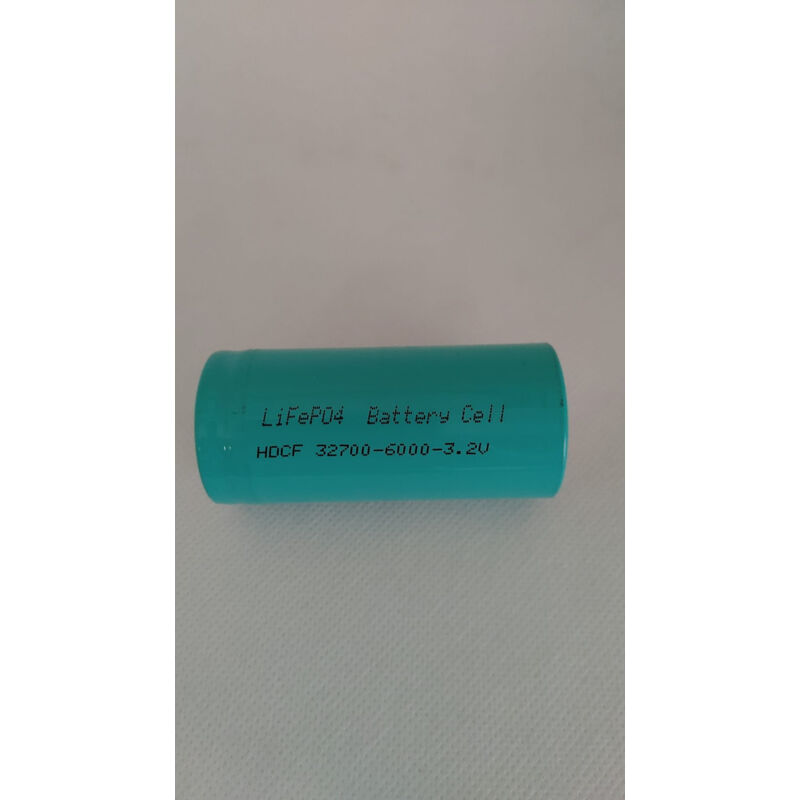 LiFePO4 Battery Cell
HDCF 32700-6000-3.2V